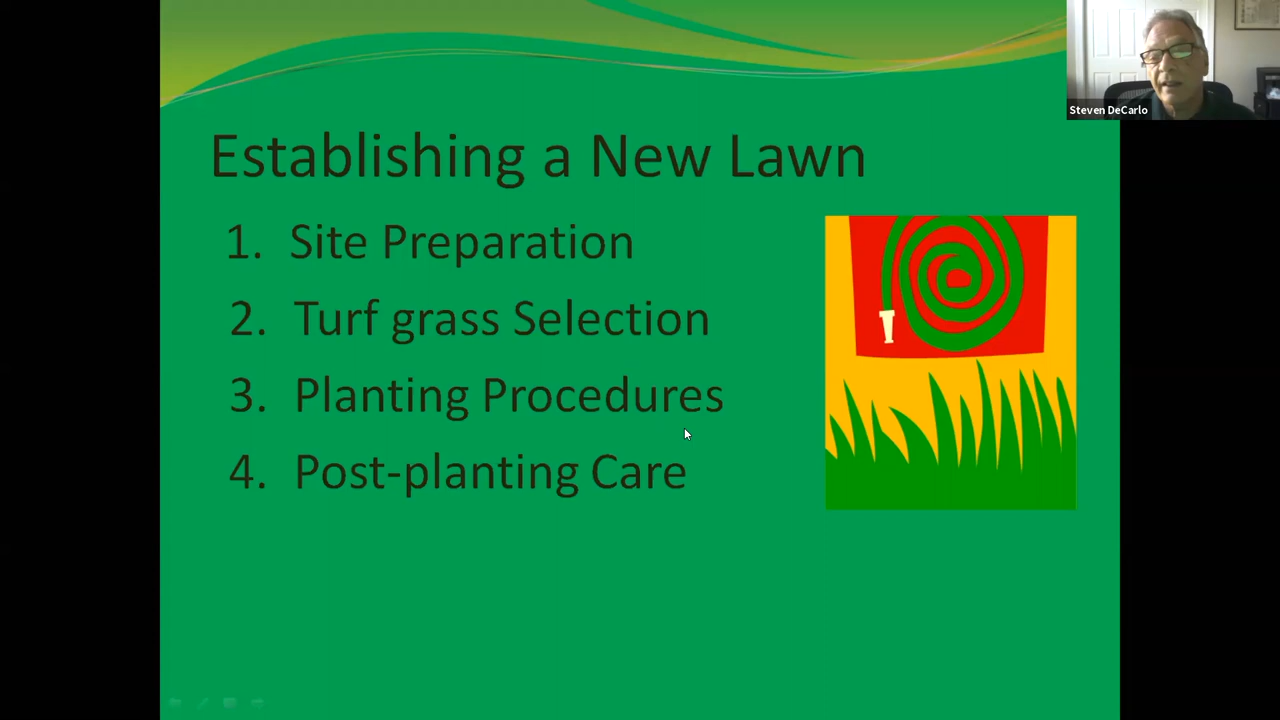 Steven DeCarlo
Establishing a New Lawn
1. Site Preparation
2. Turf grass Selection
3. Planting Procedures
4. Post-planting Care